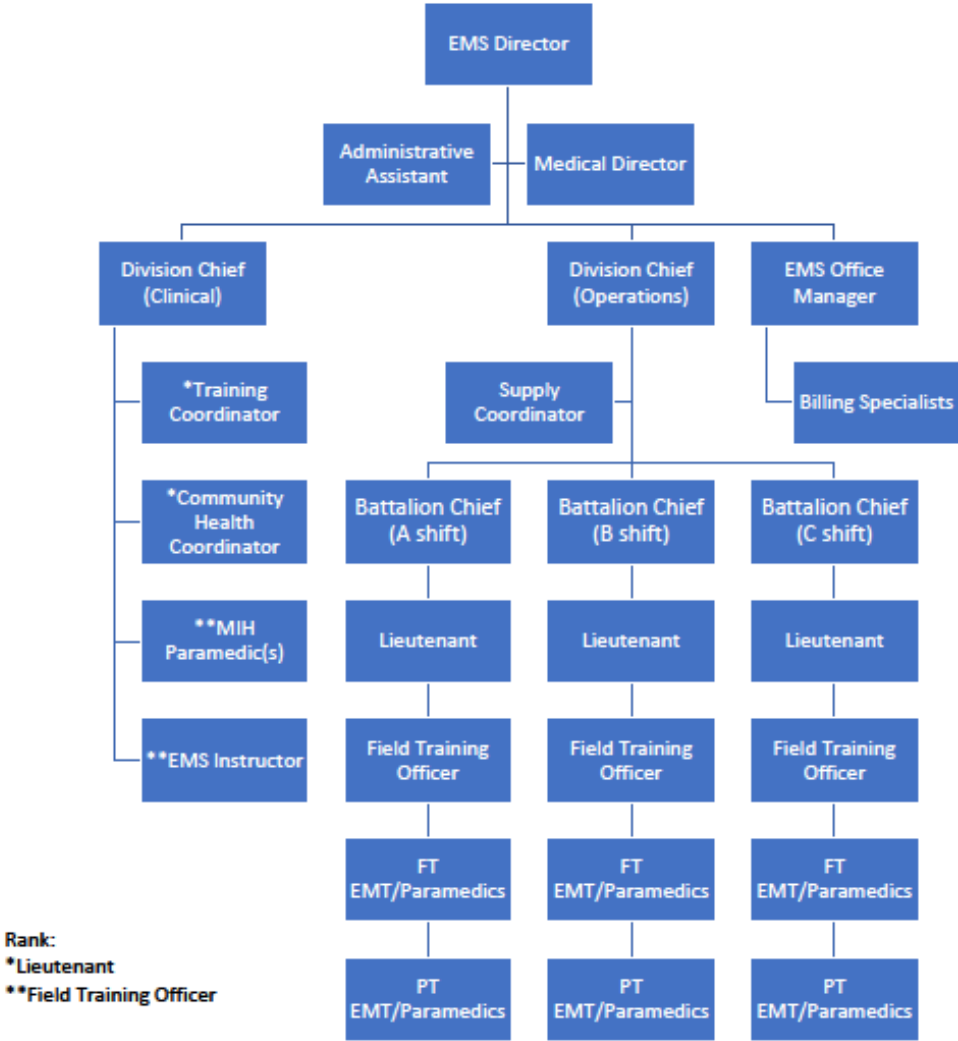 EMS Director
Administrative
Assistant
Medical Director
Division Chief
(Clinical)
Division Chief
(Operations)
EMS Office
Manager
*Training
Coordinator
Supply
Coordinator
Billing Specialists
*Community
Health
Coordinator
Battalion Chief
(A shift)
Battalion Chief
(B shift)
Battalion Chief
(C shift)
**MIH
Paramedic(s)
Lieutenant
Lieutenant
Lieutenant
**EMS Instructor
Field Training
Officer
Field Training
Officer
Field Training
Officer
FT
EMT/Paramedics
FT
EMT/Paramedics
FT
EMT/Paramedics
Rank:
*Lieutenant
**Field Training Officer
PT
EMT/Paramedics
PT
EMT/Paramedics
PT
EMT/Paramedics